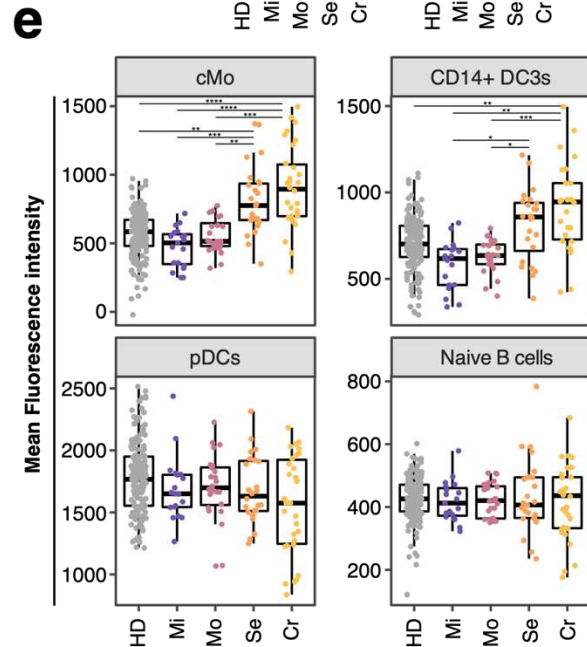 e
HD Mi Mo Se Cr HD Mi Mo Se Cr
cMo CD14+ DC3s
Mean Fluorescence intensity
1500 1500
1000 1000
500 500
0
**** **** *** ** *** **
** ** *** * *
pDCs Naive B cells
2500 800
2000 600
1500 400
1000 200
HD Mi Mo Se Cr HD Mi Mo Se Cr